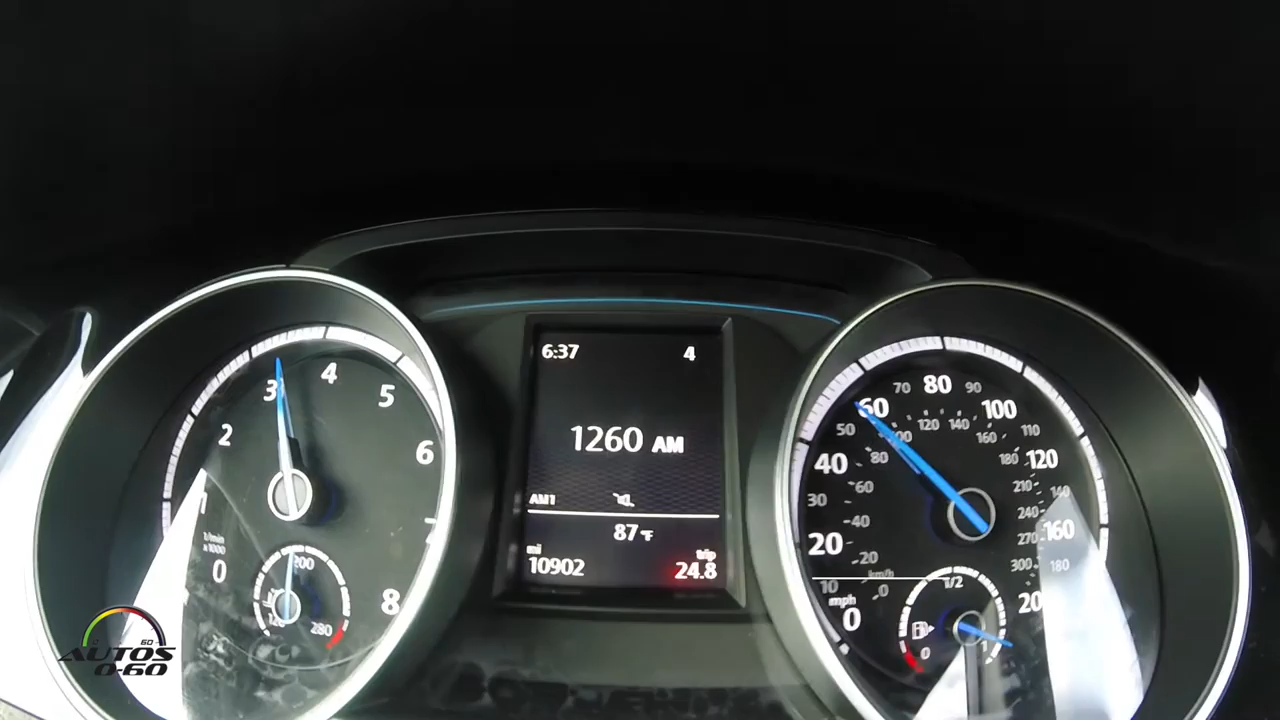 6:37 4
1260 AM
AM1
87°F
mi trip
10902 24.8
1 2 3 4 5 6 7 8
0
1/min
x1000
200
280
0 10 20 30 40 50 60 70 80 90 100 110 120 140 160 180
mph
km/h
0 20 40 60 80 100 120 140 160 180 210 240 270 300
1/2
0
1
AUTOS
0-60